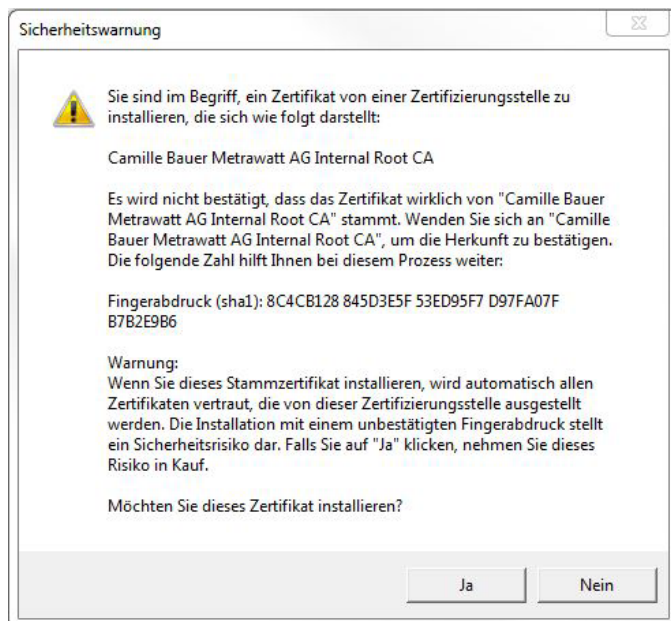 Sicherheitswarnung
Sie sind im Begriff, ein Zertifikat von einer Zertifizierungsstelle zu
installieren, die sich wie folgt darstellt:
Camille Bauer Metrawatt AG Internal Root CA
Es wird nicht bestätigt, dass das Zertifikat wirklich von "Camille Bauer
Metrawatt AG Internal Root CA" stammt. Wenden Sie sich an "Camille
Bauer Metrawatt AG Internal Root CA", um die Herkunft zu bestätigen.
Die folgende Zahl hilft Ihnen bei diesem Prozess weiter:
Fingerabdruck (sha1): 8C4CB128 845D3E5F 53ED95F7 D97FA07F
B7B2E9B6
Warnung:
Wenn Sie dieses Stammzertifikat installieren, wird automatisch allen
Zertifikaten vertraut, die von dieser Zertifizierungsstelle ausgestellt
werden. Die Installation mit einem unbestätigten Fingerabdruck stellt
ein Sicherheitsrisiko dar. Falls Sie auf "Ja" klicken, nehmen Sie dieses
Risiko in Kauf.
Möchten Sie dieses Zertifikat installieren?
Ja
Nein